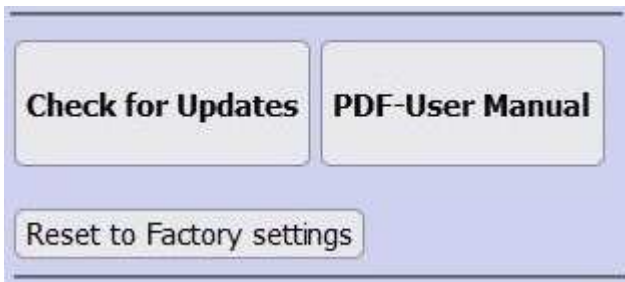 Check for Updates
PDF-User Manual
Reset to Factory settings